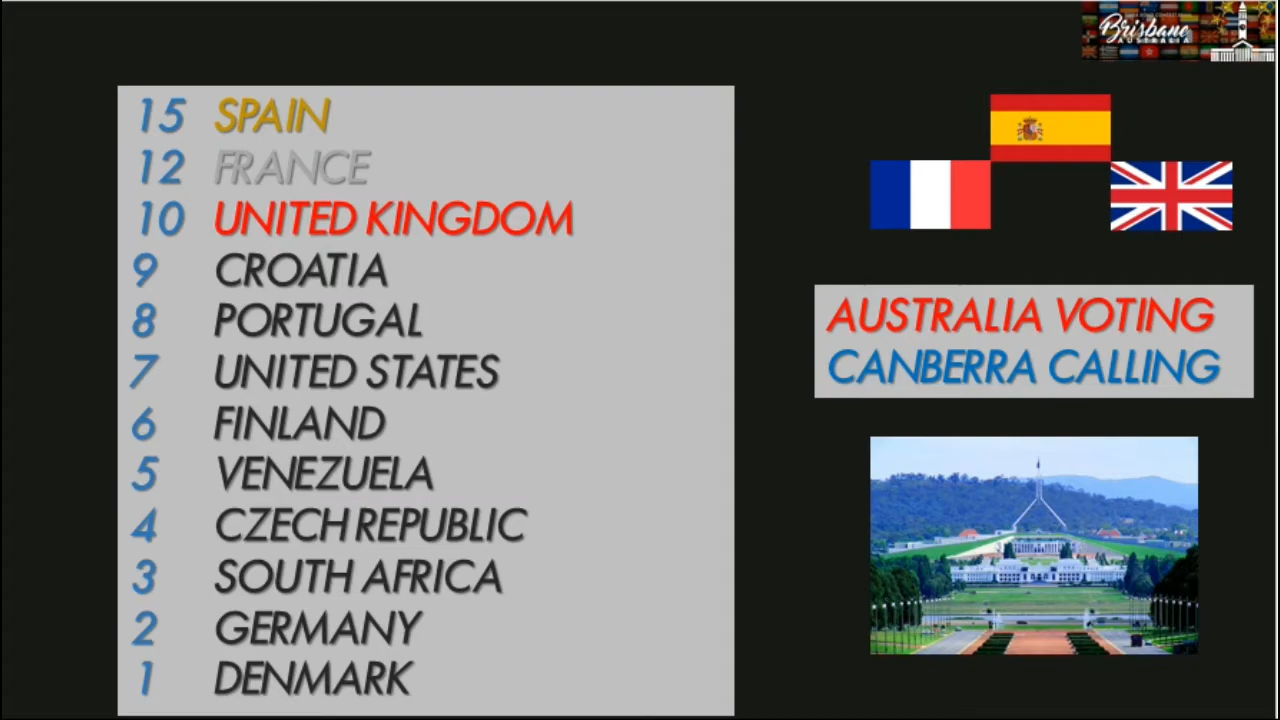 Brisbane
AUSTRALIA
15 SPAIN
12 FRANCE
10 UNITED KINGDOM
9 CROATIA
8 PORTUGAL
7 UNITED STATES
6 FINLAND
5 VENEZUELA
4 CZECH REPUBLIC
3 SOUTH AFRICA
2 GERMANY
1 DENMARK
AUSTRALIA VOTING
CANBERRA CALLING